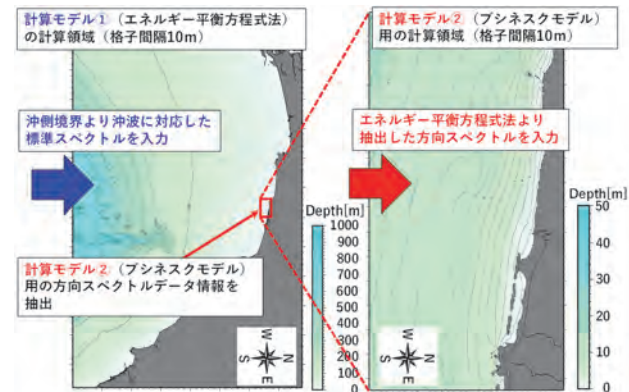 計算モデル①(エネルギー平衡方程式法)
の計算領域(格子間隔10m)
沖側境界より沖波に対応した
標準スペクトルを入力
計算モデル②(ブシネスクモデル)
用の方向スペクトルデータ情報を
抽出
Depth[m]
1000
900
800
700
600
500
400
300
200
100
0
W
N
S
E
計算モデル②(ブシネスクモデル)
用の計算領域(格子間隔10m)
エネルギー平衡方程式法より
抽出した方向スペクトルを入力
Depth[m]
50
40
30
20
10
0
W
N
S
E